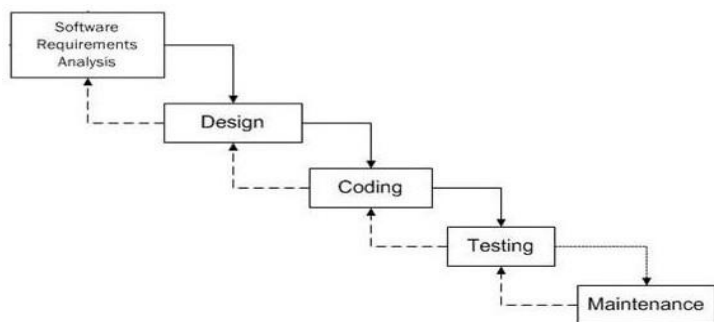 Software
Requirements
Analysis
Design
Coding
Testing
Maintenance